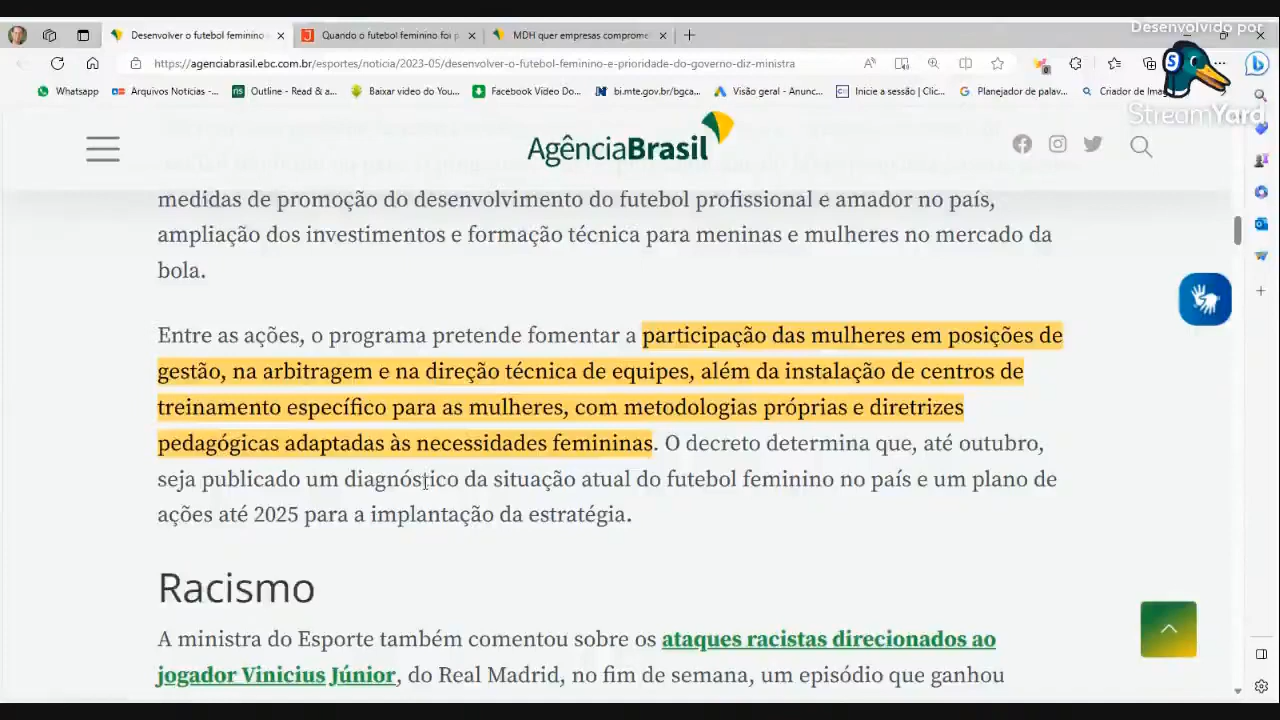 Desenvolvido por
Desenvolver o futebol feminino
Quando o futebol feminino foi p
MDH quer empresas comprome
https://agenciabrasil.ebc.com.br/esportes/noticia/2023-05/desenvolver-o-futebol-feminino-e-prioridade-do-governo-diz-ministra
Whatsapp
Arquivos Notícias -...
Outline - Read & a...
Baixar vídeo do You...
Facebook Video Do...
bi.mte.gov.br/bgca...
Visão geral - Anunc...
Inicie a sessão | Clic...
Planejador de palav...
Criador de Imag
StreamYard
AgênciaBrasil
medidas de promoção do desenvolvimento do futebol profissional e amador no país,
ampliação dos investimentos e formação técnica para meninas e mulheres no mercado da
bola.
Entre as ações, o programa pretende fomentar a participação das mulheres em posições de
gestão, na arbitragem e na direção técnica de equipes, além da instalação de centros de
treinamento específico para as mulheres, com metodologias próprias e diretrizes
pedagógicas adaptadas às necessidades femininas. O decreto determina que, até outubro,
seja publicado um diagnóstico da situação atual do futebol feminino no país e um plano de
ações até 2025 para a implantação da estratégia.
Racismo
A ministra do Esporte também comentou sobre os ataques racistas direcionados ao
jogador Vinicius Júnior, do Real Madrid, no fim de semana, um episódio que ganhou